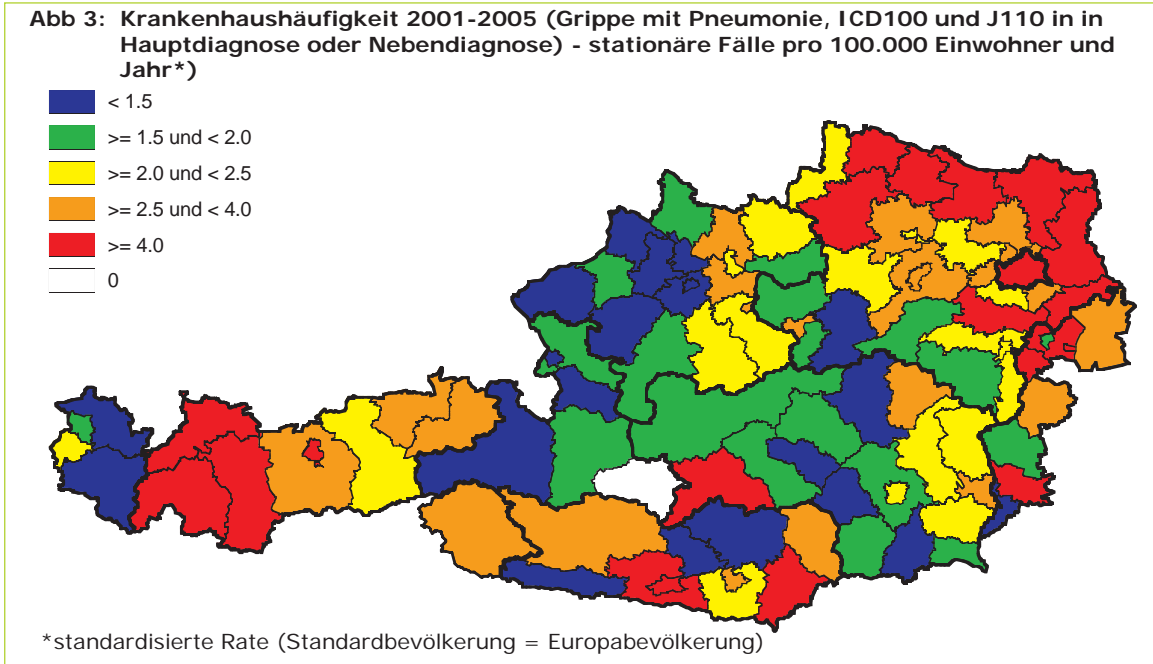 Abb 3: Krankenhaushäufigkeit 2001-2005 (Grippe mit Pneumonie, ICD100 und J110 in in
Hauptdiagnose oder Nebendiagnose) - stationäre Fälle pro 100.000 Einwohner und
Jahr*)
< 1.5
>= 1.5 und < 2.0
>= 2.0 und < 2.5
>= 2.5 und < 4.0
>= 4.0
0
*standardisierte Rate (Standardbevölkerung = Europabevölkerung)